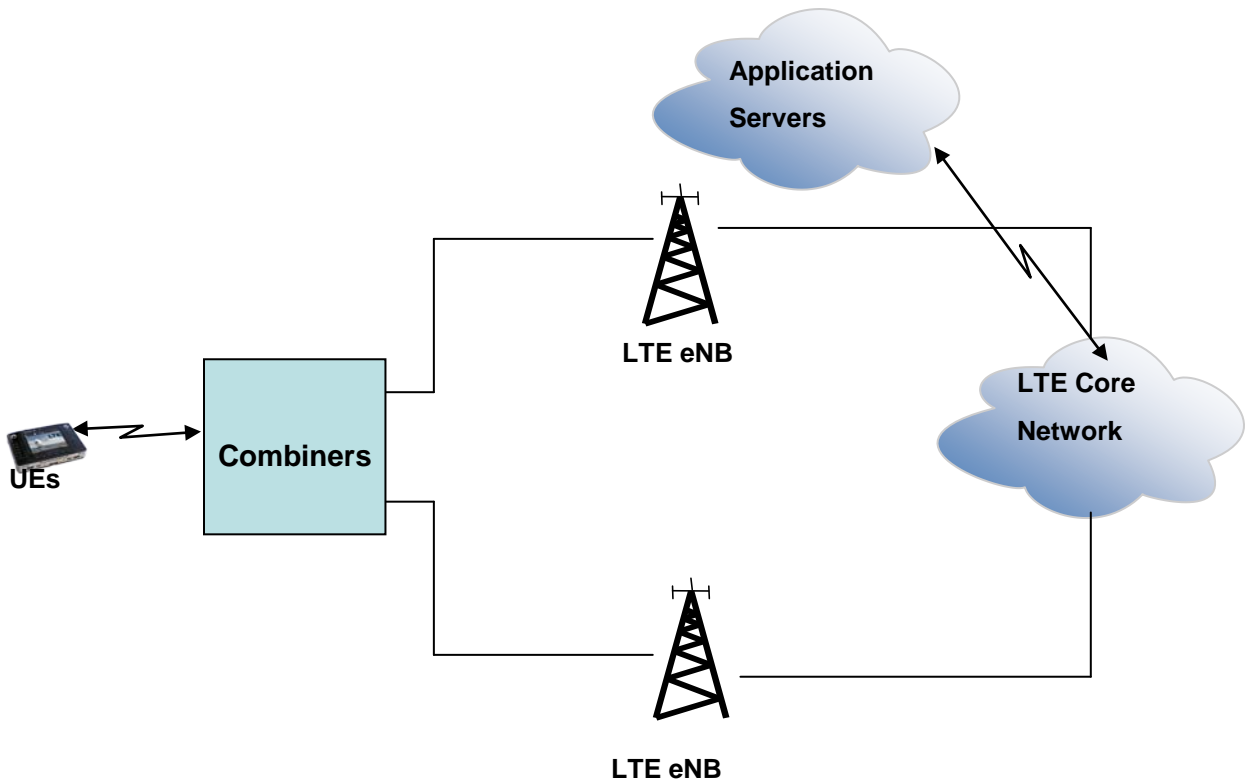 Application
Servers
LTE eNB
LTE Core
Network
Combiners
UEs
LTE eNB